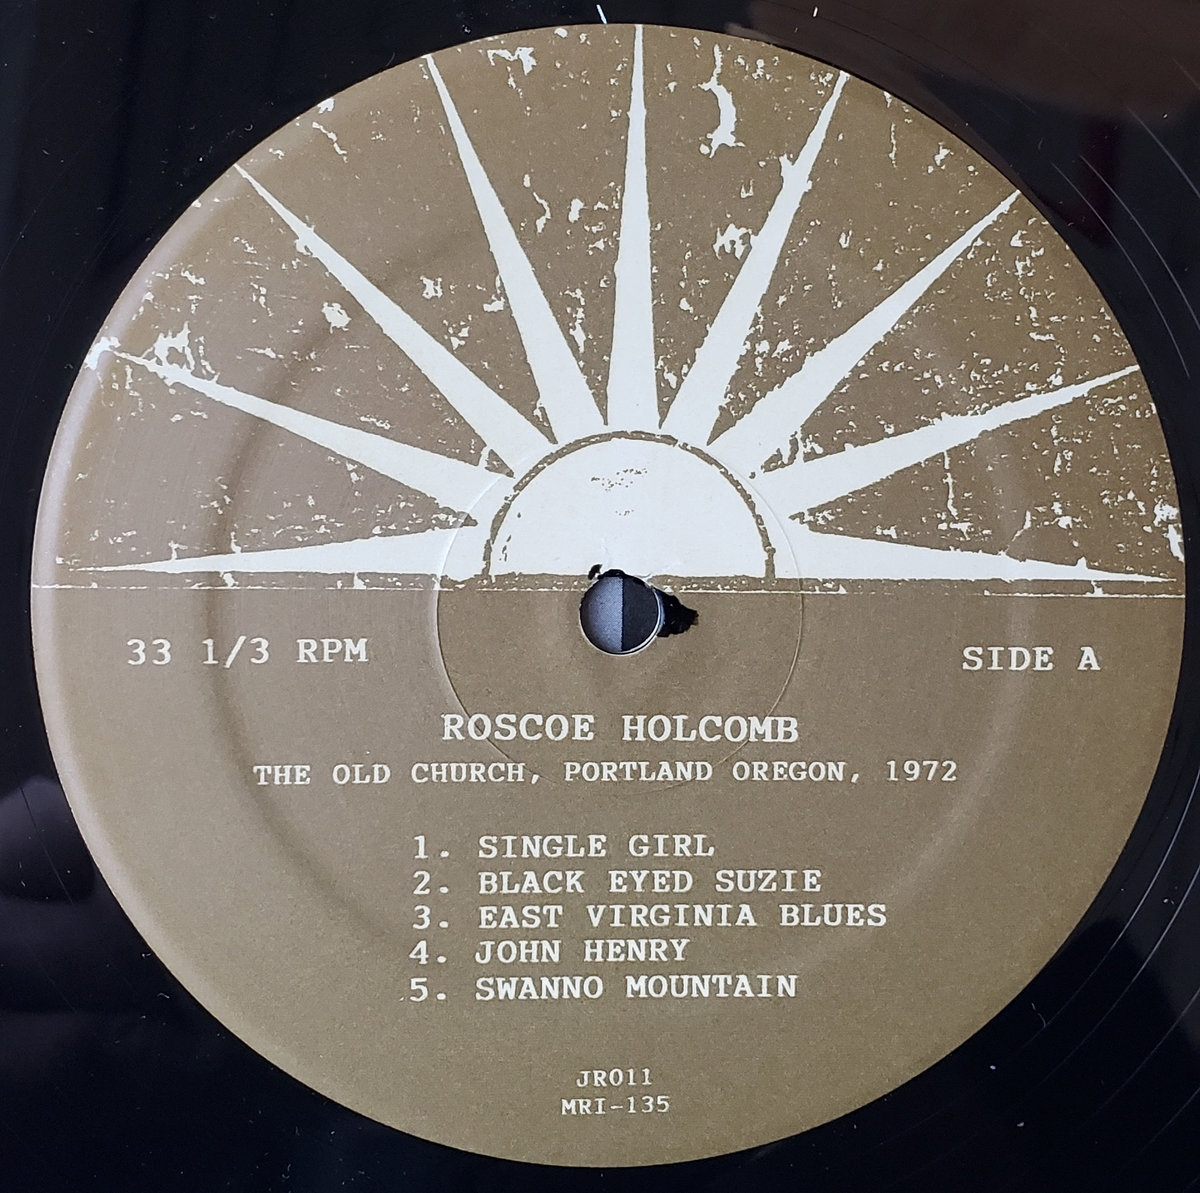 33 1/3 RPM
SIDE A
ROSCOE HOLCOMB
THE OLD CHURCH, PORTLAND OREGON, 1972
1. SINGLE GIRL
2. BLACK EYED SUZIE
3. EAST VIRGINIA BLUES
4. JOHN HENRY
5. SWANNO MOUNTAIN
JR011
MRI-135